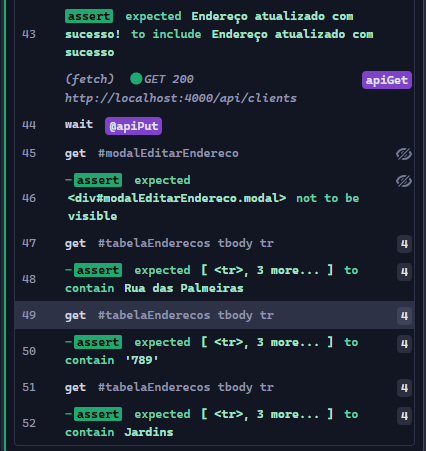 assert expected Endereço atualizado com
43 sucesso! to include Endereço atualizado com
sucesso
(fetch) GET 200 apiGet
http://localhost:4000/api/clients
44 wait @apiPut
45 get #modalEditarEndereco
-assert expected
46 <div#modalEditarEndereco.modal> not to be
visible
47 get #tabelaEnderecos tbody tr 4
48 -assert expected [ <tr>, 3 more... ] to 4
contain Rua das Palmeiras
49 get #tabelaEnderecos tbody tr 4
50 -assert expected [ <tr>, 3 more... ] to 4
contain '789'
51 get #tabelaEnderecos tbody tr 4
52 -assert expected [ <tr>, 3 more... ] to 4
contain Jardins